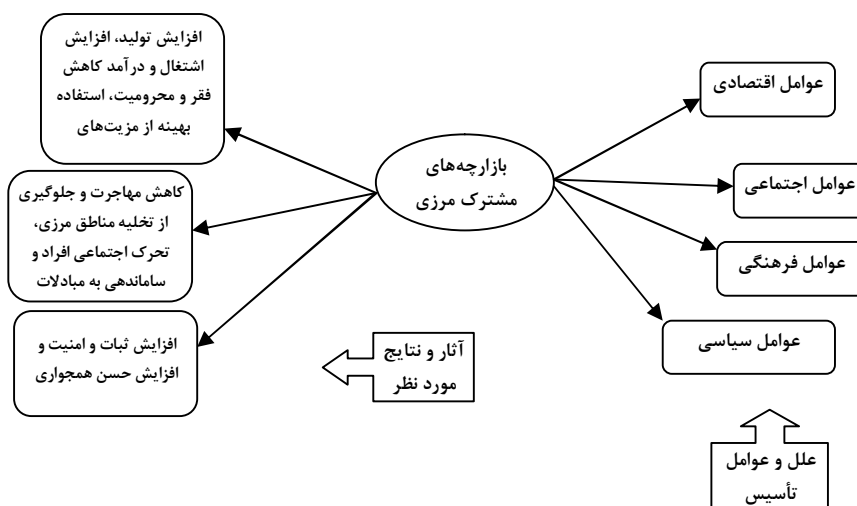 عوامل اقتصادی
عوامل اجتماعی
عوامل فرهنگی
عوامل سیاسی
علل و عوامل
تأسیس
بازارچه‌های
مشترک مرزی
آثار و نتایج
مورد نظر
افزایش تولید، افزایش
اشتغال و درآمد کاهش
فقر و محرومیت، استفاده
بهینه از مزیت‌های
کاهش مهاجرت و جلوگیری
از تخلیه مناطق مرزی،
تحرک اجتماعی افراد و
ساماندهی به مبادلات
افزایش ثبات و امنیت و
افزایش حسن همجواری